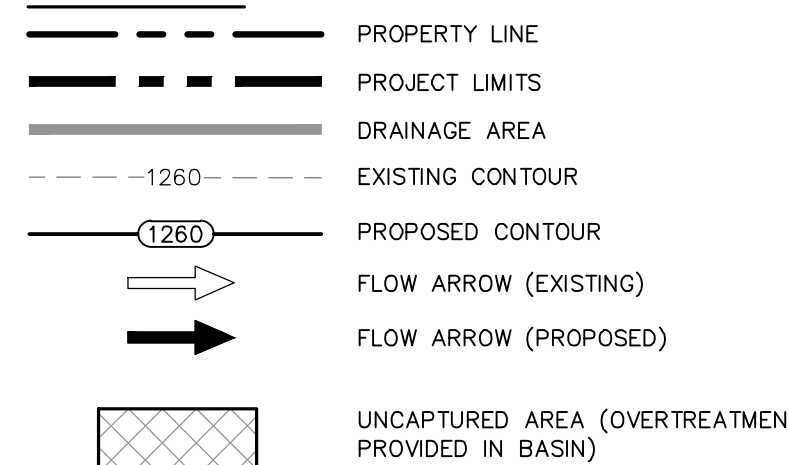 PROPERTY LINE
PROJECT LIMITS
DRAINAGE AREA
1260 EXISTING CONTOUR
1260 PROPOSED CONTOUR
FLOW ARROW (EXISTING)
FLOW ARROW (PROPOSED)
UNCAPTURED AREA (OVERTREATMEN
PROVIDED IN BASIN)